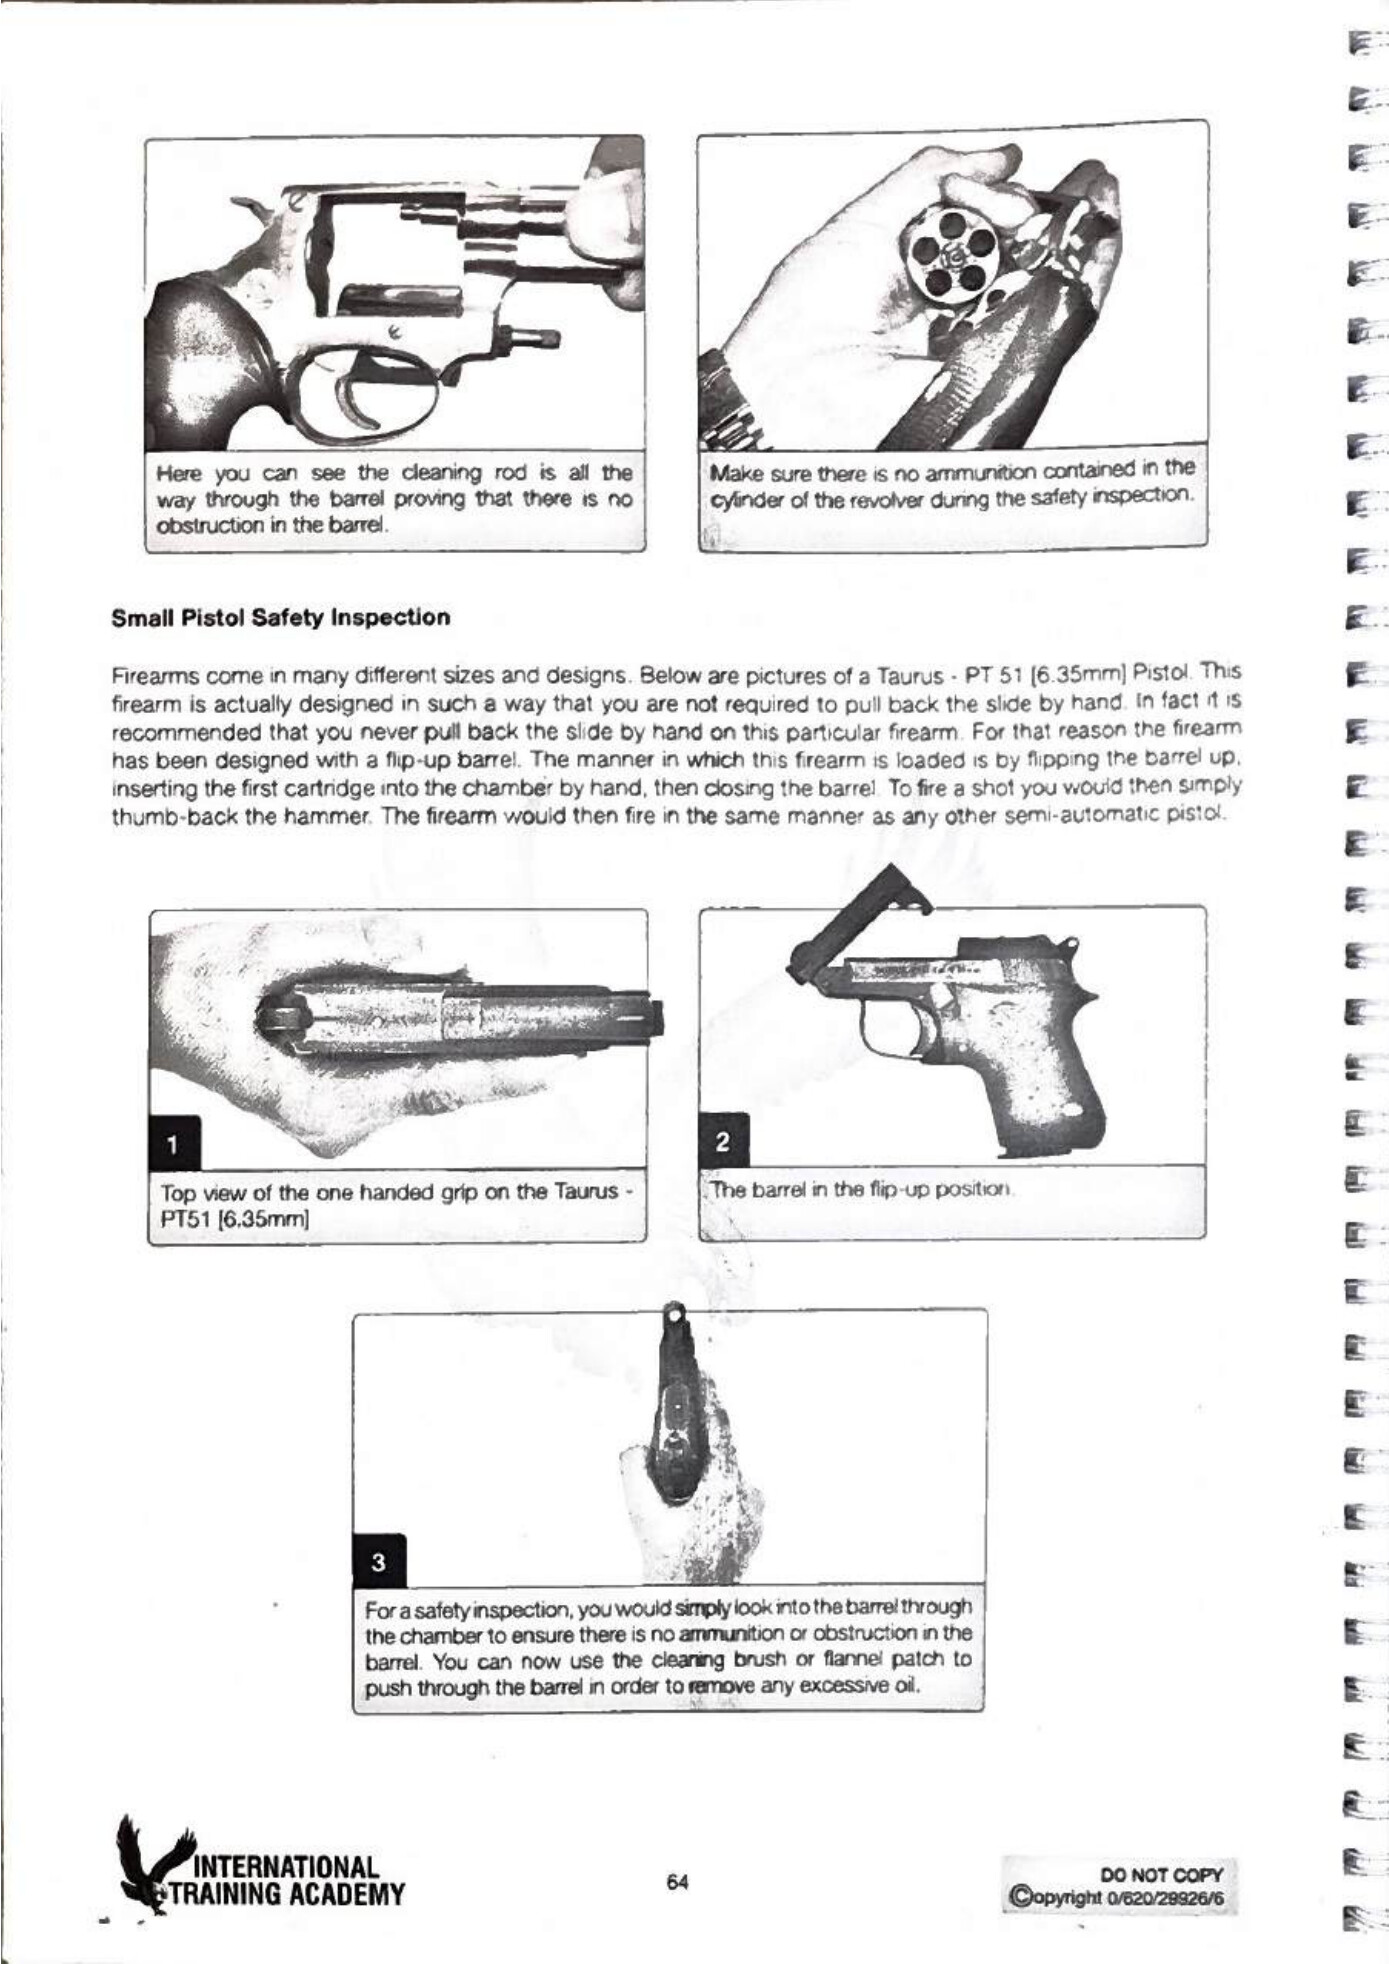 Here you can see the cleaning rod is all the
way through the barrel proving that there is no
obstruction in the barrel.
Make sure there is no ammunition contained in the
cylinder of the revolver during the safety inspection.
Small Pistol Safety Inspection
Firearms come in many different sizes and designs. Below are pictures of a Taurus - PT 51 [6.35mm] Pistol. This
firearm is actually designed in such a way that you are not required to pull back the slide by hand. In fact it is
recommended that you never pull back the slide by hand on this particular firearm. For that reason the firearm
has been designed with a flip-up barrel. The manner in which this firearm is loaded is by flipping the barrel up,
inserting the first cartridge into the chamber by hand, then closing the barrel. To fire a shot you would then simply
thumb-back the hammer. The firearm would then fire in the same manner as any other semi-automatic pistol.
1
Top view of the one handed grip on the Taurus -
PT51 [6.35mm]
2
The barrel in the flip-up position.
3
For a safety inspection, you would simply look into the barrel through
the chamber to ensure there is no ammunition or obstruction in the
barrel. You can now use the cleaning brush or flannel patch to
push through the barrel in order to remove any excessive oil.
INTERNATIONAL
TRAINING ACADEMY
64
DO NOT COPY
©opyright 0/620/29926/6